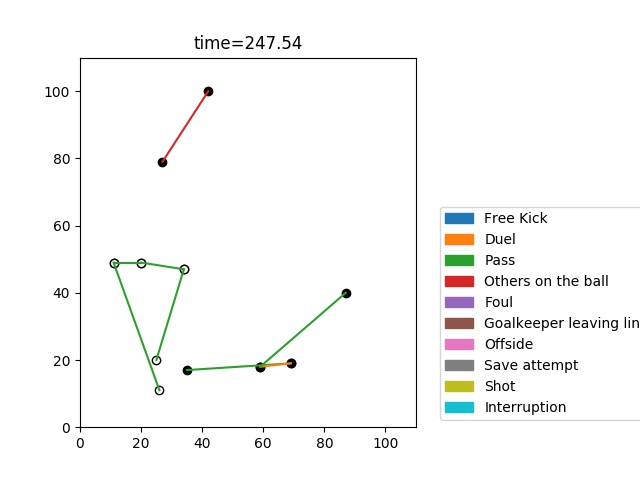 time=247.54
100
80
60
40
20
0
0 20 40 60 80 100
Free Kick
Duel
Pass
Others on the ball
Foul
Goalkeeper leaving lin
Offside
Save attempt
Shot
Interruption